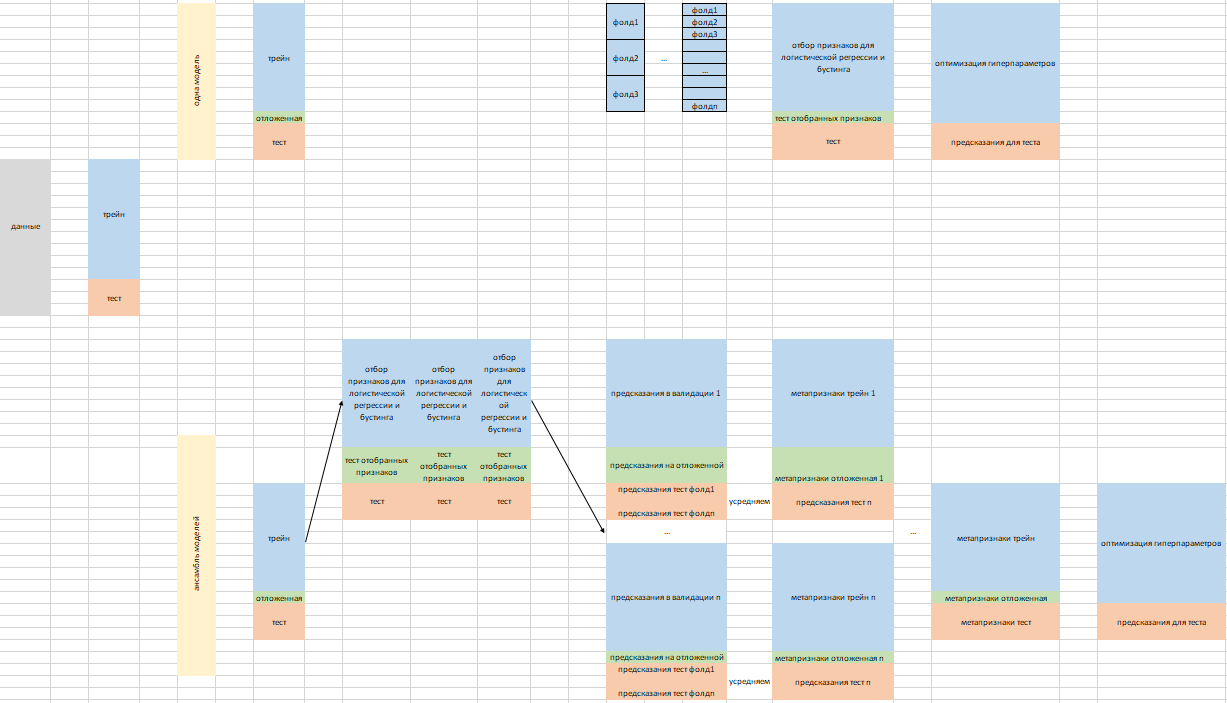 данные
трейн
тест
одна модель
трейн
отложенная
тест
фолд1
фолд2
фолд3
...
фолд1
фолд2
фолд3
...
фолдn
отбор признаков для
логистической регрессии и
бустинга
тест отобранных признаков
тест
оптимизация гиперпараметров
предсказания для теста
ансамбль моделей
трейн
отложенная
тест
отбор
признаков для
логистической
регрессии и
бустинга
тест отобранных
признаков
тест
отбор
признаков для
логистической
регрессии и
бустинга
тест
отобранных
признаков
тест
отбор
признаков
для
логистическ
ой
регрессии и
бустинга
тест
отобранных
признаков
тест
предсказания в валидации 1
предсказания на отложенной
предсказания тест фолд1
предсказания тест фолдn
усредняем
метапризнаки трейн 1
метапризнаки отложенная 1
предсказания тест n
...
...
предсказания в валидации n
предсказания на отложенной
предсказания тест фолд1
предсказания тест фолдn
усредняем
метапризнаки трейн n
метапризнаки отложенная n
предсказания тест n
метапризнаки трейн
метапризнаки отложенная
метапризнаки тест
оптимизация гиперпараметров
предсказания для теста